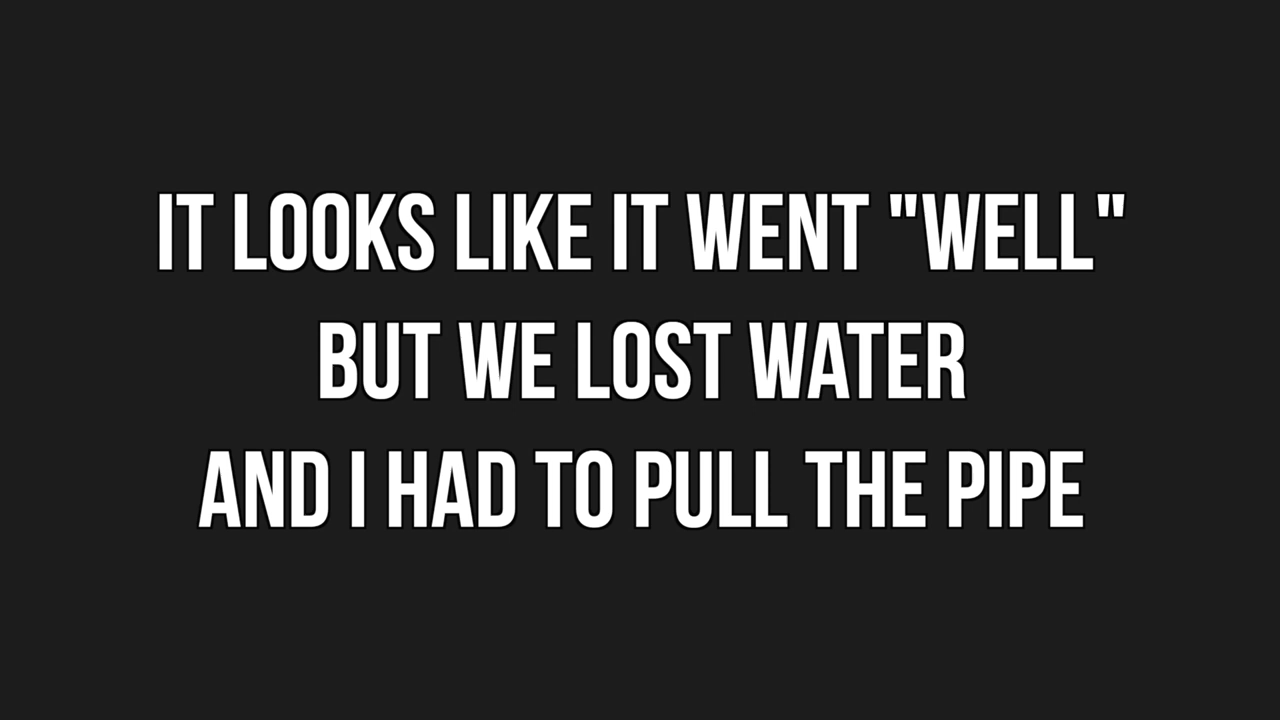 IT LOOKS LIKE IT WENT "WELL"
BUT WE LOST WATER
AND I HAD TO PULL THE PIPE